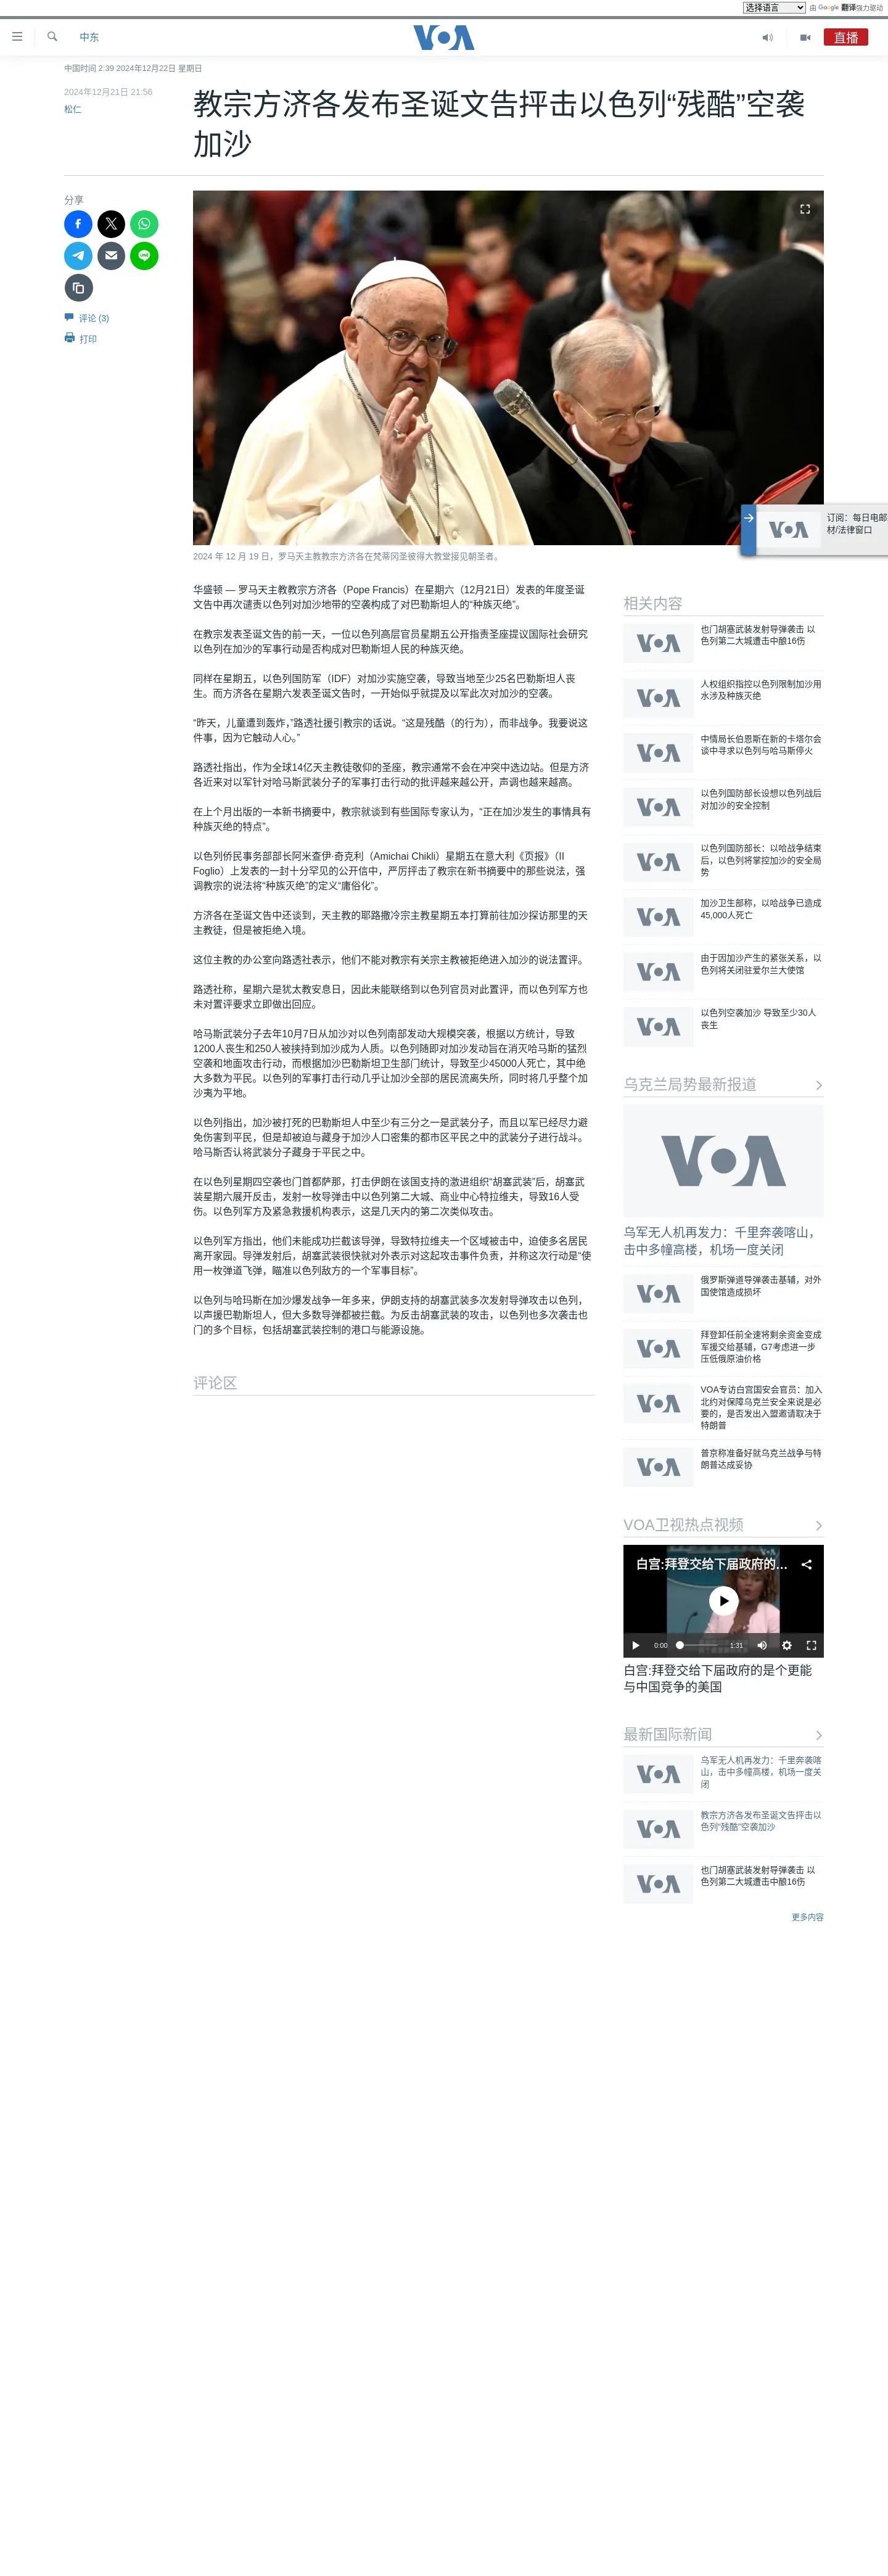 选择语言 由 Google 翻译强力驱动
中东
VOA
直播
中国时间 2:39 2024年12月22日 星期日
2024年12月21日 21:56
松仁
教宗方济各发布圣诞文告抨击以色列“残酷”空袭
加沙
分享
评论 (3)
打印
2024 年 12 月 19 日，罗马天主教教宗方济各在梵蒂冈圣彼得大教堂接见朝圣者。
VOA
订阅：每日电邮
材/法律窗口
华盛顿 — 罗马天主教教宗方济各（Pope Francis）在星期六（12月21日）发表的年度圣诞
文告中再次谴责以色列对加沙地带的空袭构成了对巴勒斯坦人的“种族灭绝”。
在教宗发表圣诞文告的前一天，一位以色列高层官员星期五公开指责圣座提议国际社会研究
以色列在加沙的军事行动是否构成对巴勒斯坦人民的种族灭绝。
同样在星期五，以色列国防军（IDF）对加沙实施空袭，导致当地至少25名巴勒斯坦人丧
生。而方济各在星期六发表圣诞文告时，一开始似乎就提及以军此次对加沙的空袭。
“昨天，儿童遭到轰炸，”路透社援引教宗的话说。“这是残酷（的行为），而非战争。我要说这
件事，因为它触动人心。”
路透社指出，作为全球14亿天主教徒敬仰的圣座，教宗通常不会在冲突中选边站。但是方济
各近来对以军针对哈马斯武装分子的军事打击行动的批评越来越公开，声调也越来越高。
在上个月出版的一本新书摘要中，教宗就谈到有些国际专家认为，“正在加沙发生的事情具有
种族灭绝的特点”。
以色列侨民事务部部长阿米查伊·奇克利（Amichai Chikli）星期五在意大利《页报》（Il
Foglio）上发表的一封十分罕见的公开信中，严厉抨击了教宗在新书摘要中的那些说法，强
调教宗的说法将“种族灭绝”的定义“庸俗化”。
方济各在圣诞文告中还谈到，天主教的耶路撒冷宗主教星期五本打算前往加沙探访那里的天
主教徒，但是被拒绝入境。
这位主教的办公室向路透社表示，他们不能对教宗有关宗主教被拒绝进入加沙的说法置评。
路透社称，星期六是犹太教安息日，因此未能联络到以色列官员对此置评，而以色列军方也
未对置评要求立即做出回应。
哈马斯武装分子去年10月7日从加沙对以色列南部发动大规模突袭，根据以方统计，导致
1200人丧生和250人被挟持到加沙成为人质。以色列随即对加沙发动旨在消灭哈马斯的猛烈
空袭和地面攻击行动，而根据加沙巴勒斯坦卫生部门统计，导致至少45000人死亡，其中绝
大多数为平民。以色列的军事打击行动几乎让加沙全部的居民流离失所，同时将几乎整个加
沙夷为平地。
以色列指出，加沙被打死的巴勒斯坦人中至少有三分之一是武装分子，而且以军已经尽力避
免伤害到平民，但是却被迫与藏身于加沙人口密集的都市区平民之中的武装分子进行战斗。
哈马斯否认将武装分子藏身于平民之中。
在以色列星期四空袭也门首都萨那，打击伊朗在该国支持的激进组织“胡塞武装”后，胡塞武
装星期六展开反击，发射一枚导弹击中以色列第二大城、商业中心特拉维夫，导致16人受
伤。以色列军方及紧急救援机构表示，这是几天内的第二次类似攻击。
以色列军方指出，他们未能成功拦截该导弹，导致特拉维夫一个区域被击中，迫使多名居民
离开家园。导弹发射后，胡塞武装很快就对外表示对这起攻击事件负责，并称这次行动是“使
用一枚弹道飞弹，瞄准以色列敌方的一个军事目标”。
以色列与哈玛斯在加沙爆发战争一年多来，伊朗支持的胡塞武装多次发射导弹攻击以色列，
以声援巴勒斯坦人，但大多数导弹都被拦截。为反击胡塞武装的攻击，以色列也多次袭击也
门的多个目标，包括胡塞武装控制的港口与能源设施。
评论区
相关内容
VOA
也门胡塞武装发射导弹袭击 以
色列第二大城遭击中酿16伤
VOA
人权组织指控以色列限制加沙用
水涉及种族灭绝
VOA
中情局长伯恩斯在新的卡塔尔会
谈中寻求以色列与哈马斯停火
VOA
以色列国防部长设想以色列战后
对加沙的安全控制
VOA
以色列国防部长：以哈战争结束
后，以色列将掌控加沙的安全局
势
VOA
加沙卫生部称，以哈战争已造成
45,000人死亡
VOA
由于因加沙产生的紧张关系，以
色列将关闭驻爱尔兰大使馆
VOA
以色列空袭加沙 导致至少30人
丧生
乌克兰局势最新报道
VOA
乌军无人机再发力：千里奔袭喀山，
击中多幢高楼，机场一度关闭
VOA
俄罗斯弹道导弹袭击基辅，对外
国使馆造成损坏
VOA
拜登卸任前全速将剩余资金变成
军援交给基辅，G7考虑进一步
压低俄原油价格
VOA
VOA专访白宫国安会官员：加入
北约对保障乌克兰安全来说是必
要的，是否发出入盟邀请取决于
特朗普
VOA
普京称准备好就乌克兰战争与特
朗普达成妥协
VOA卫视热点视频
VOA
白宫:拜登交给下届政府的...
0:00 1:31
白宫:拜登交给下届政府的是个更能
与中国竞争的美国
最新国际新闻
VOA
乌军无人机再发力：千里奔袭喀
山，击中多幢高楼，机场一度关
闭
VOA
教宗方济各发布圣诞文告抨击以
色列“残酷”空袭加沙
VOA
也门胡塞武装发射导弹袭击 以
色列第二大城遭击中酿16伤
更多内容